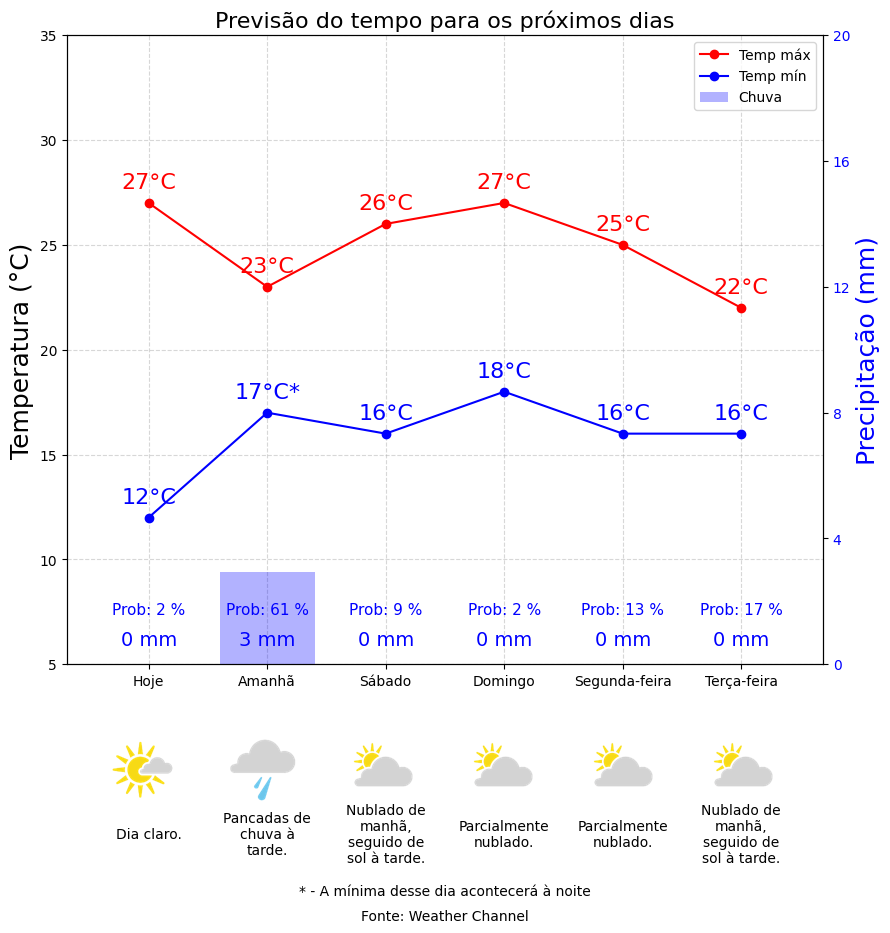 Previsão do tempo para os próximos dias
Temp máx
Temp mín
Chuva
Temperatura (°C)
35
30
25
20
15
10
5
Precipitação (mm)
20
16
12
8
4
0
27°C
23°C
26°C
27°C
25°C
22°C
12°C
17°C*
16°C
18°C
16°C
16°C
Prob: 2 %
Prob: 61 %
Prob: 9 %
Prob: 2 %
Prob: 13 %
Prob: 17 %
0 mm
3 mm
0 mm
0 mm
0 mm
0 mm
Hoje
Amanhã
Sábado
Domingo
Segunda-feira
Terça-feira
Dia claro.
Pancadas de
chuva à
tarde.
Nublado de
manhã,
seguido de
sol à tarde.
Parcialmente
nublado.
Parcialmente
nublado.
Nublado de
manhã,
seguido de
sol à tarde.
* - A mínima desse dia acontecerá à noite
Fonte: Weather Channel